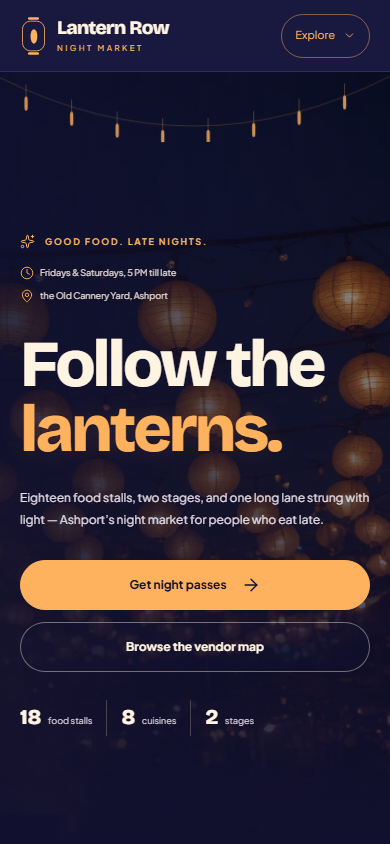 Lantern Row
NIGHT MARKET
Explore
GOOD FOOD. LATE NIGHTS.
Fridays & Saturdays, 5 PM till late
the Old Cannery Yard, Ashport
Follow the
lanterns.
Eighteen food stalls, two stages, and one long lane strung with
light — Ashport's night market for people who eat late.
Get night passes
Browse the vendor map
18 food stalls 8 cuisines 2 stages